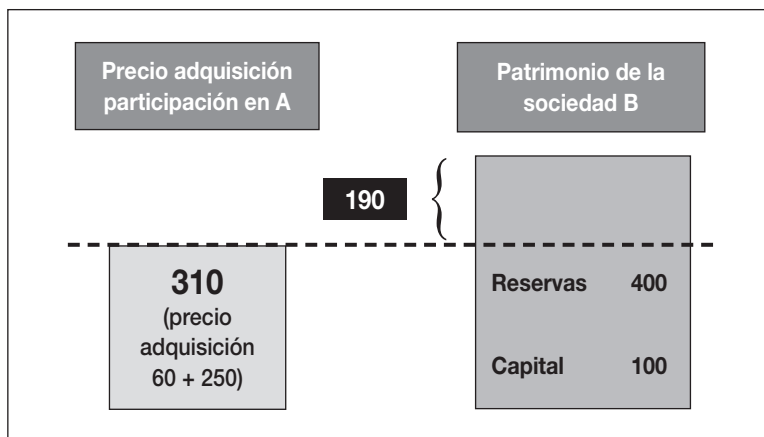 Precio adquisición
participación en A
Patrimonio de la
sociedad B
190
310
(precio
adquisición
60 + 250)
Reservas 400
Capital 100